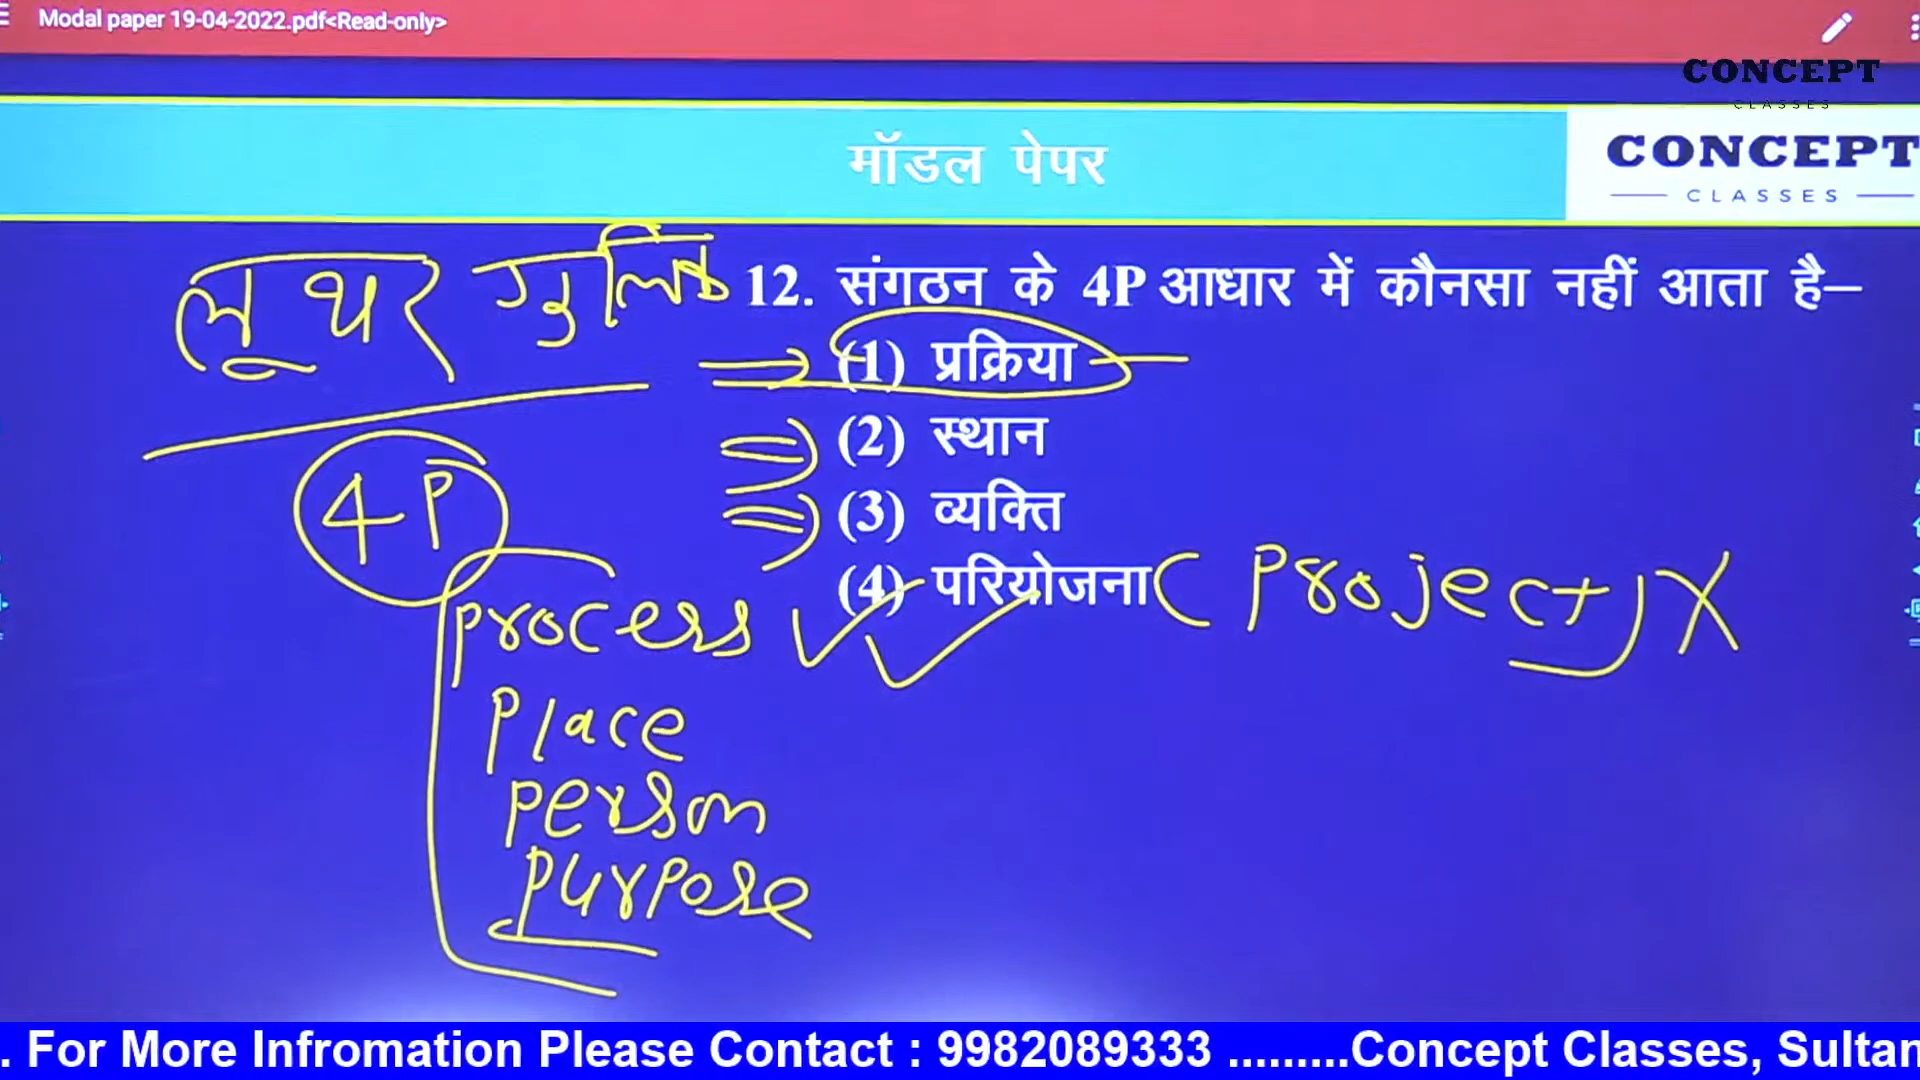 Modal paper 19-04-2022.pdf<Read-only>
CONCEPT
CLASSES
मॉडल पेपर
CONCEPT
CLASSES
लूथर गुलिक
12. संगठन के 4P आधार में कौनसा नहीं आता है–
(1) प्रक्रिया
(2) स्थान
(3) व्यक्ति
(4) परियोजना (Project) X
4P
Process
Place
Person
Purpose
. For More Infromation Please Contact : 9982089333 .........Concept Classes, Sultan